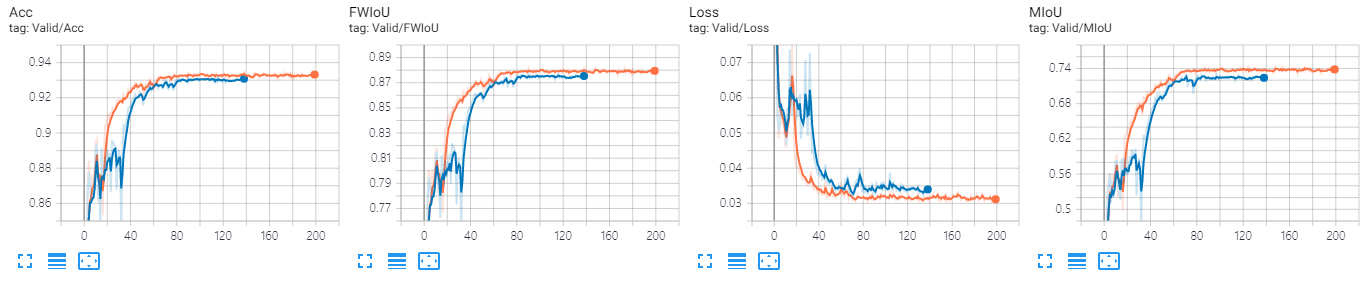 Acc
tag: Valid/Acc
0.94
0.92
0.9
0.88
0.86
0 40 80 120 160 200
FWIoU
tag: Valid/FWIoU
0.89
0.87
0.85
0.83
0.81
0.79
0.77
0 40 80 120 160 200
Loss
tag: Valid/Loss
0.07
0.06
0.05
0.04
0.03
0 40 80 120 160 200
MIoU
tag: Valid/MIoU
0.74
0.68
0.62
0.56
0.5
0 40 80 120 160 200